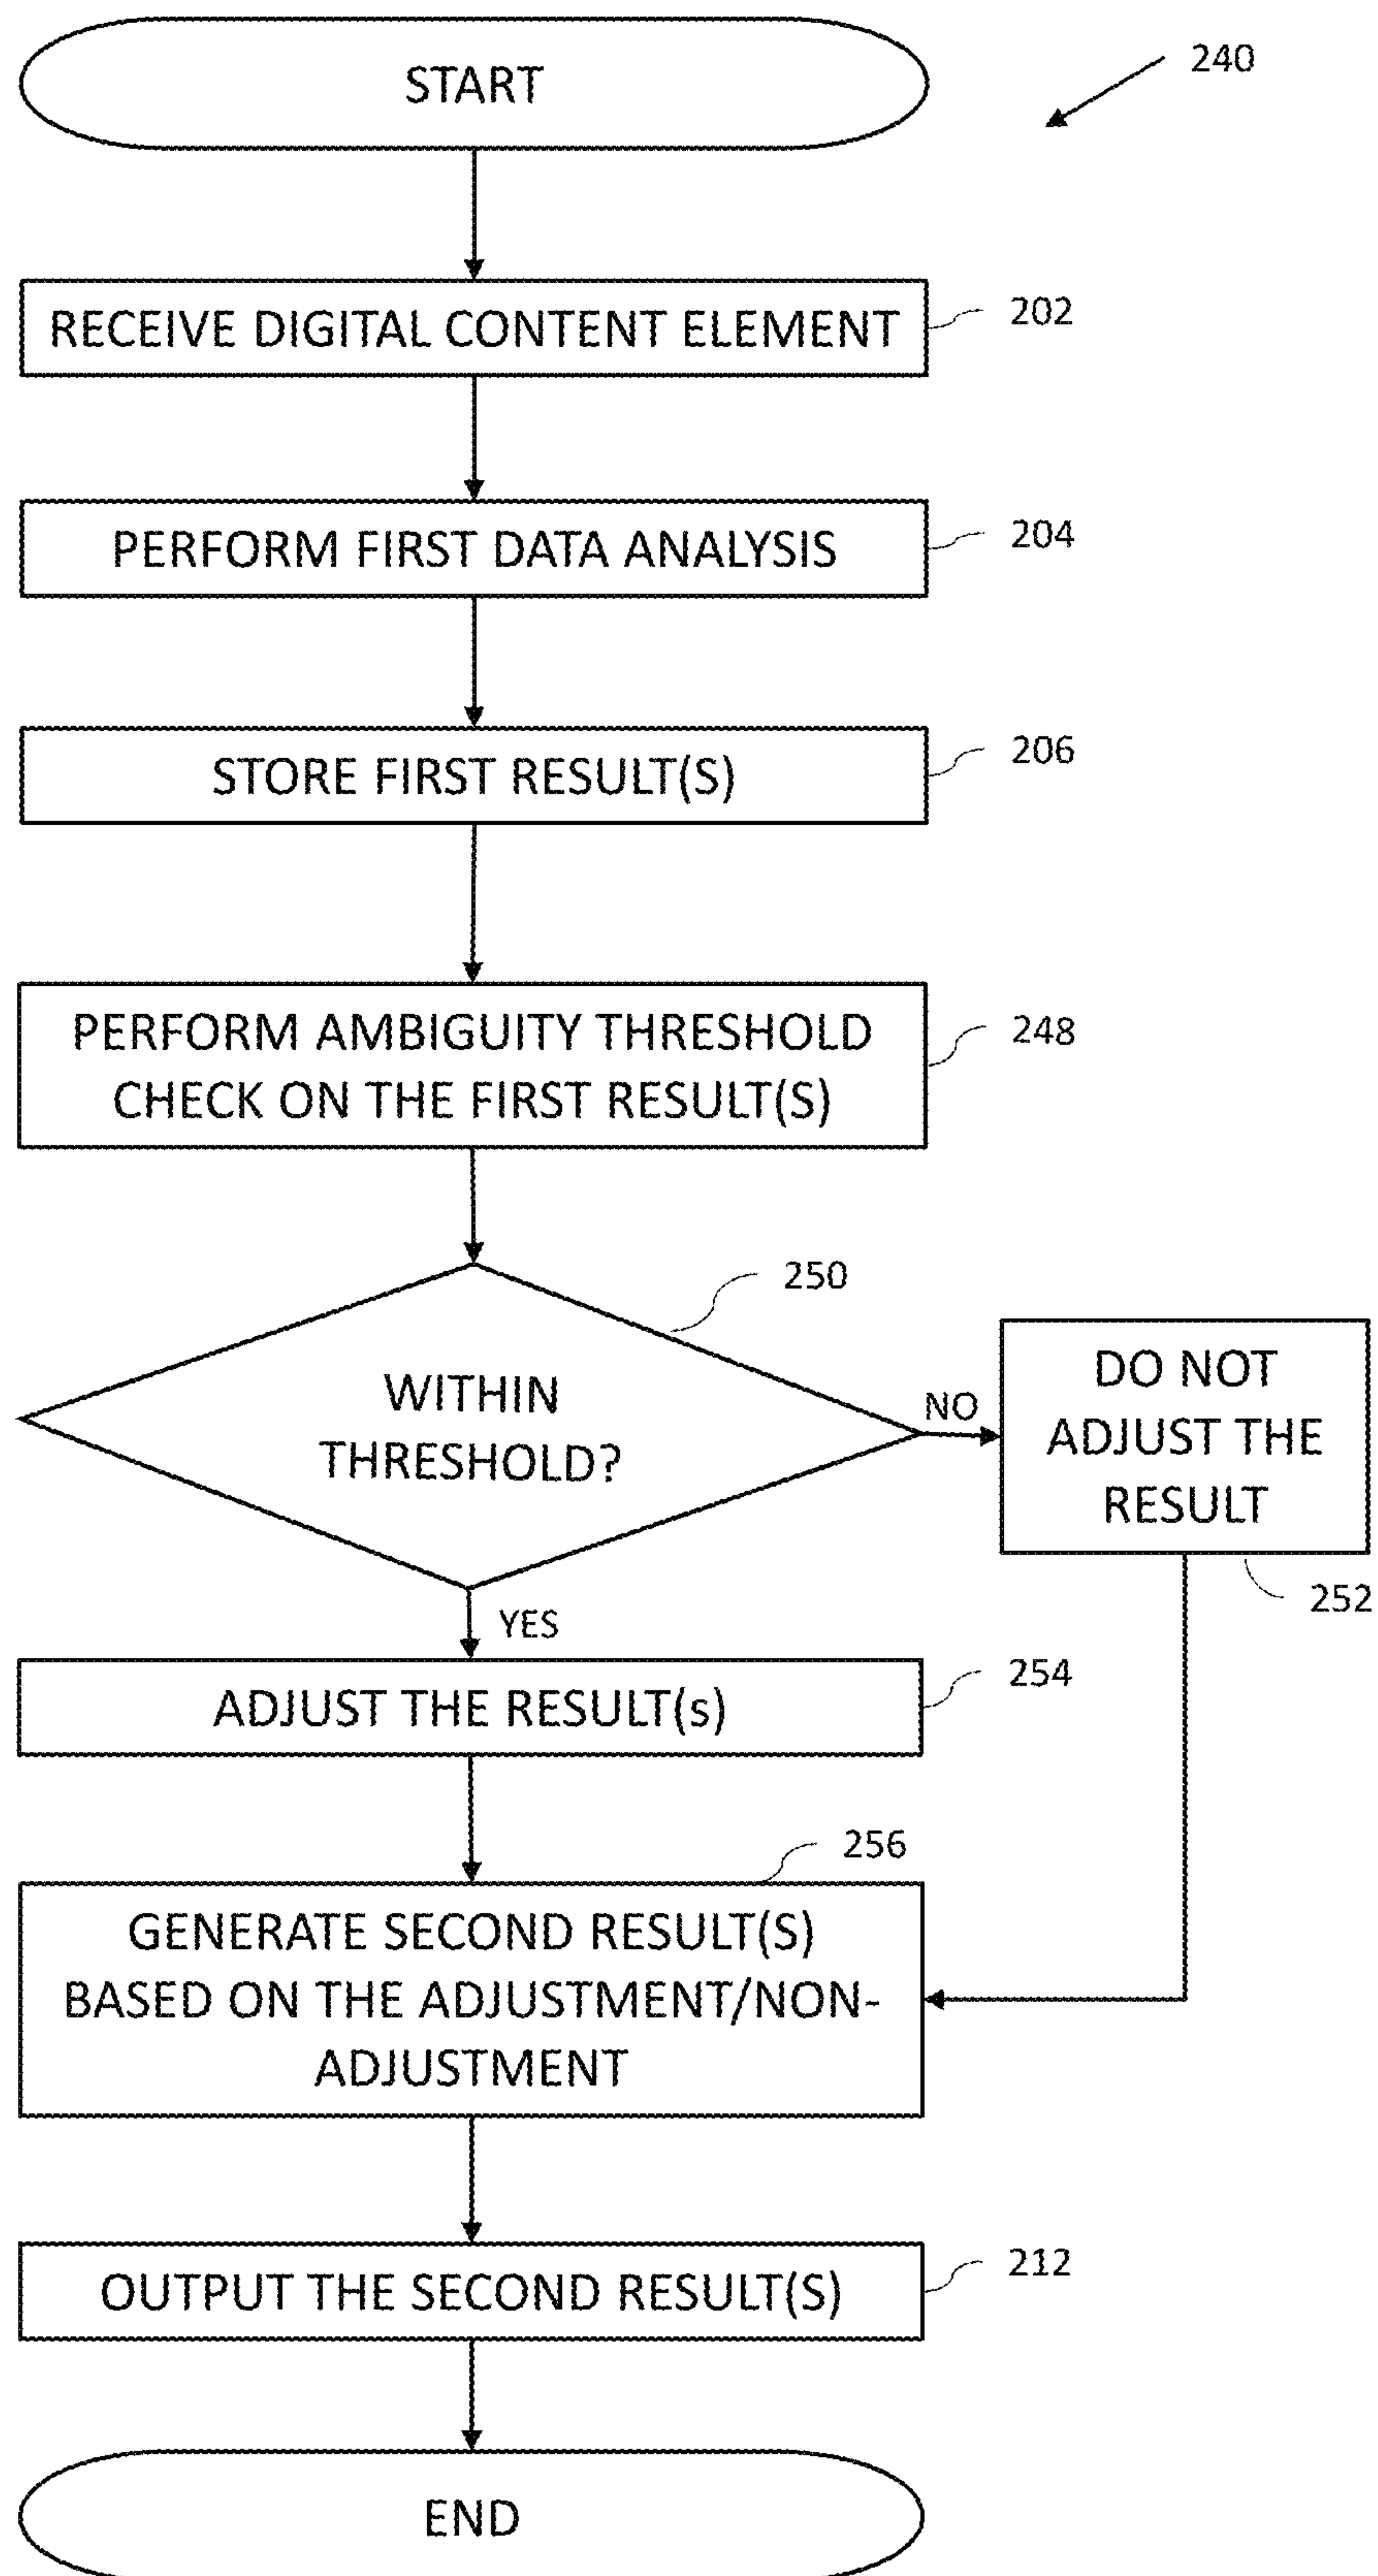 START
240
RECEIVE DIGITAL CONTENT ELEMENT
202
PERFORM FIRST DATA ANALYSIS
204
STORE FIRST RESULT(S)
206
PERFORM AMBIGUITY THRESHOLD
CHECK ON THE FIRST RESULT(S)
248
250
WITHIN
THRESHOLD?
NO
DO NOT
ADJUST THE
RESULT
252
YES
ADJUST THE RESULT(s)
254
256
GENERATE SECOND RESULT(S)
BASED ON THE ADJUSTMENT/NON-
ADJUSTMENT
OUTPUT THE SECOND RESULT(S)
212
END